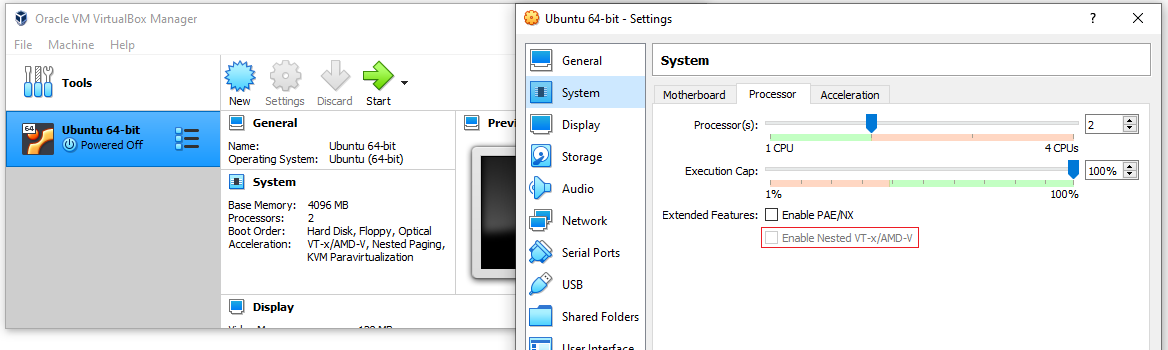 Oracle VM VirtualBox Manager
File Machine Help
Tools
New Settings Discard Start
64 Ubuntu 64-bit
Powered Off
General
Name: Ubuntu 64-bit
Operating System: Ubuntu (64-bit)
System
Base Memory: 4096 MB
Processors: 2
Boot Order: Hard Disk, Floppy, Optical
Acceleration: VT-x/AMD-V, Nested Paging,
KVM Paravirtualization
Display
Previ
Ubuntu 64-bit - Settings
? ×
General
System
Display
Storage
Audio
Network
Serial Ports
USB
Shared Folders
User Interface
System
Motherboard Processor Acceleration
Processor(s): 2
1 CPU 4 CPUs
Execution Cap: 100%
1% 100%
Extended Features: Enable PAE/NX
Enable Nested VT-x/AMD-V